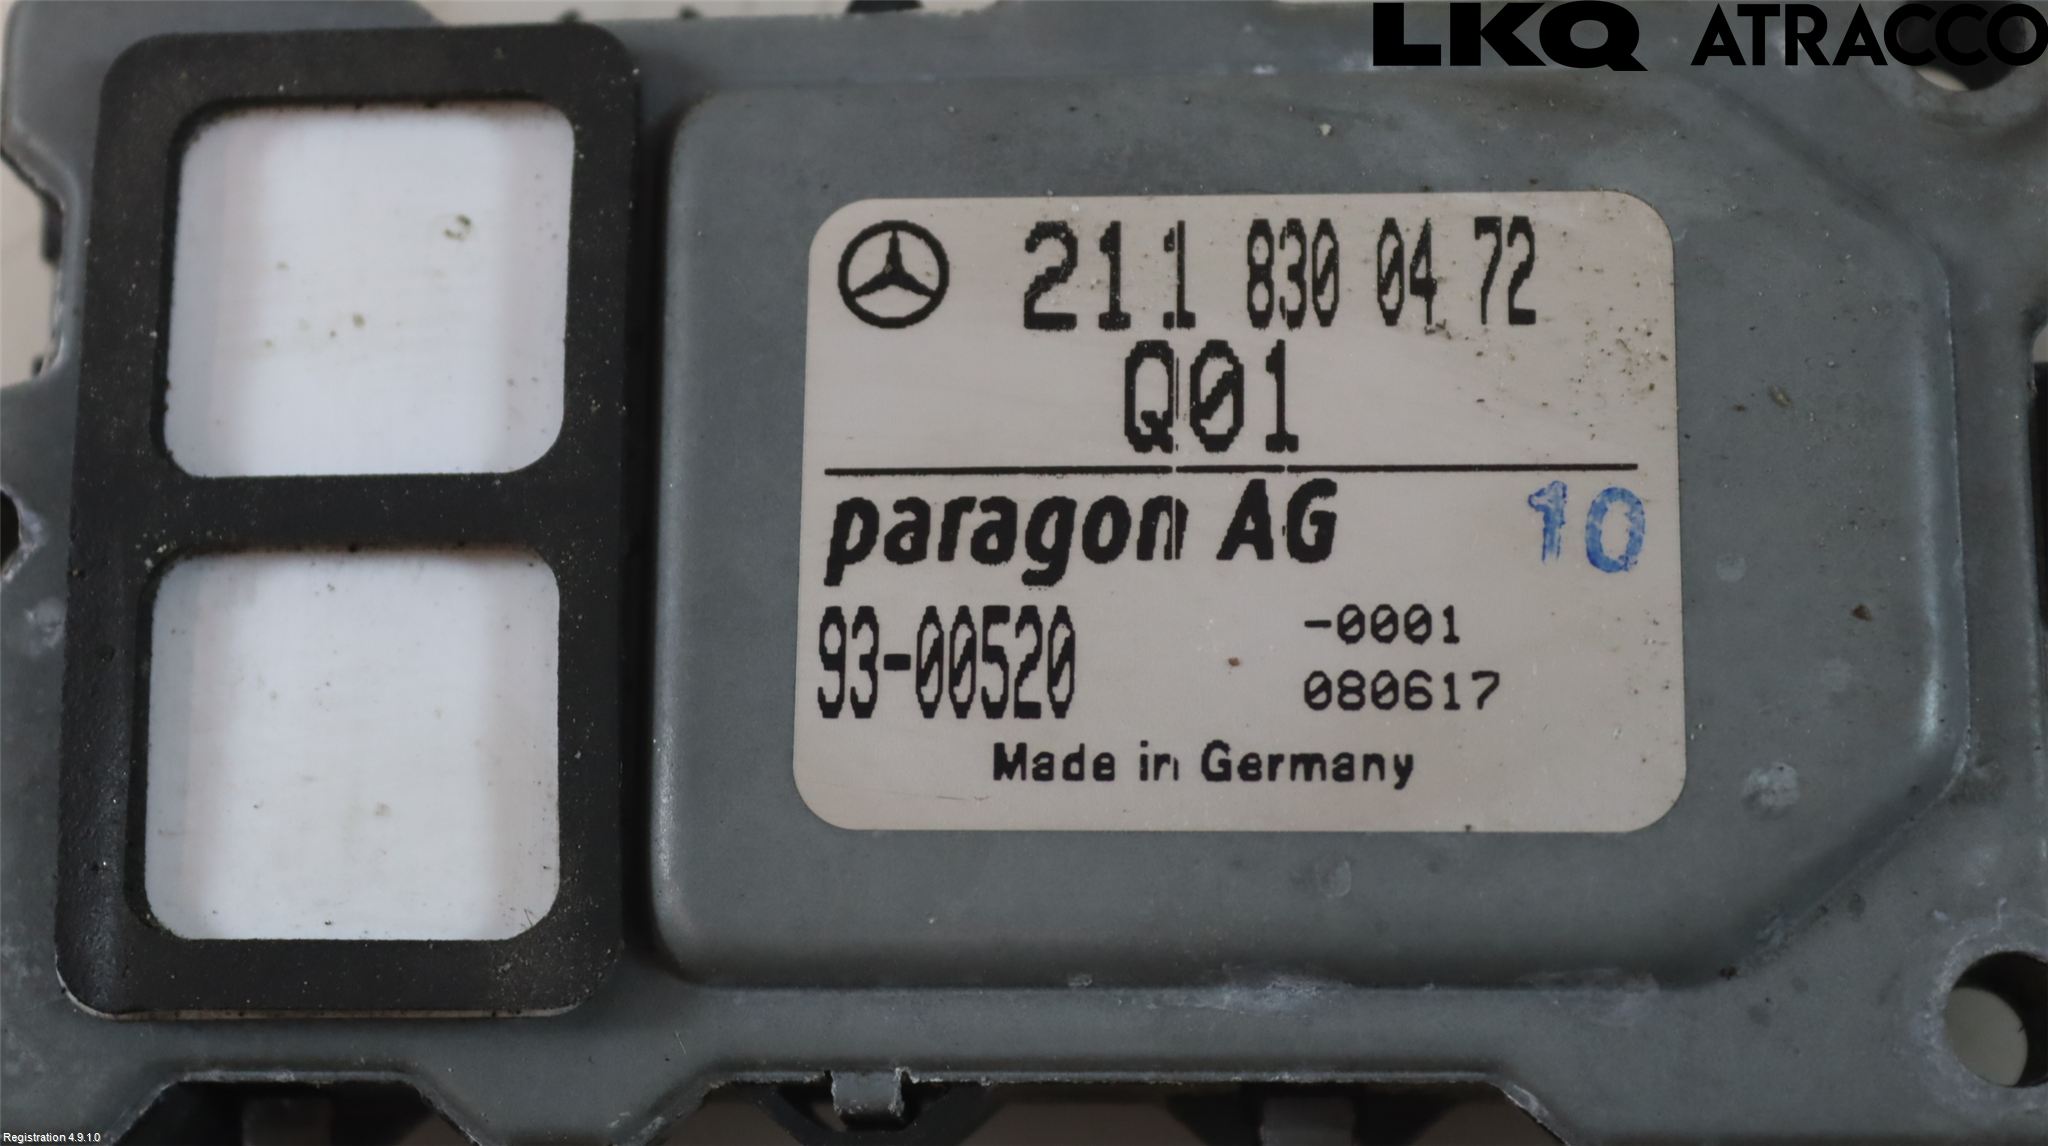 LKQ ATRACCO
211 830 04 72
Q01
paragon AG 10
93-00520 -0001
080617
Made in Germany
Registration 4.9.1.0